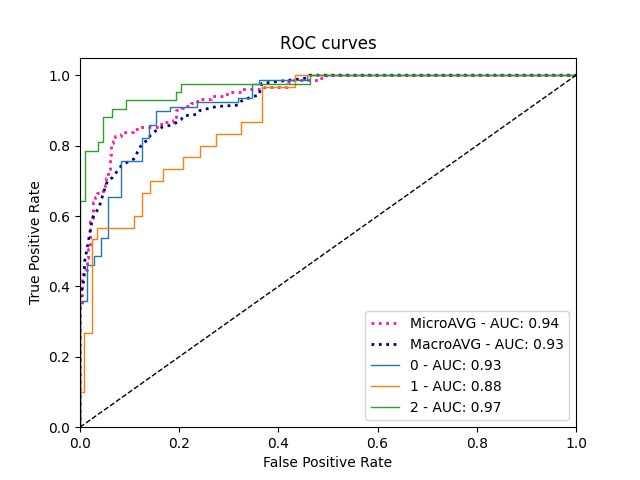 ROC curves
True Positive Rate
1.0
0.8
0.6
0.4
0.2
0.0
MicroAVG - AUC: 0.94
MacroAVG - AUC: 0.93
0 - AUC: 0.93
1 - AUC: 0.88
2 - AUC: 0.97
0.0 0.2 0.4 0.6 0.8 1.0
False Positive Rate